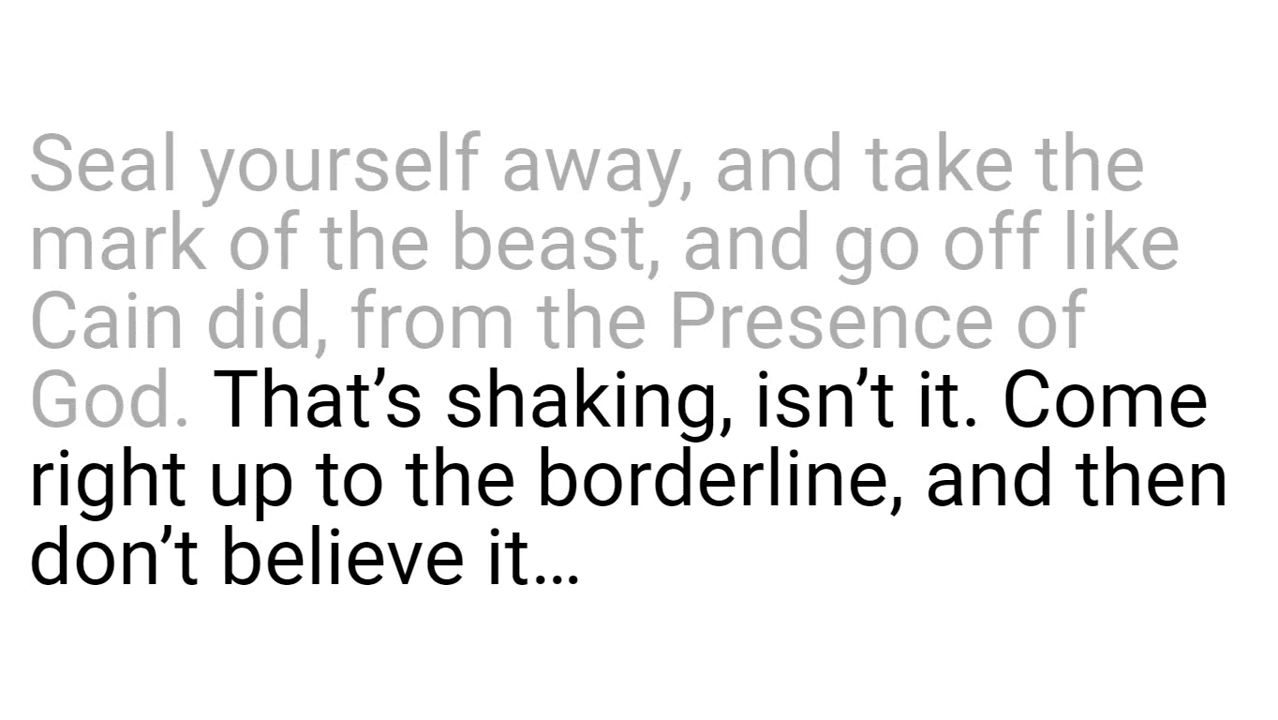 Seal yourself away, and take the
mark of the beast, and go off like
Cain did, from the Presence of
God. That’s shaking, isn’t it. Come
right up to the borderline, and then
don’t believe it…